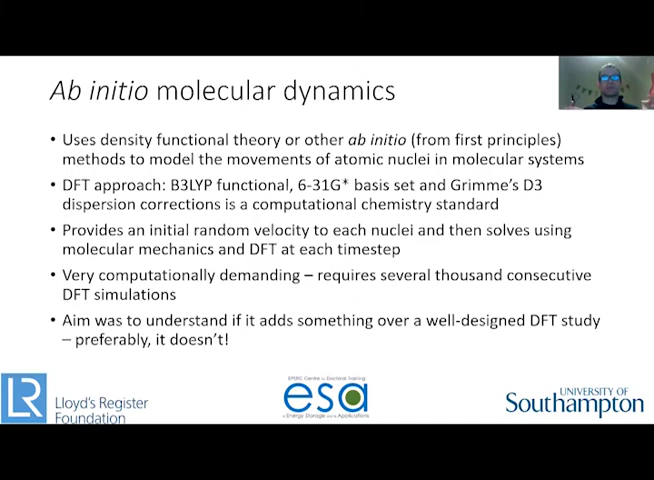 Ab initio molecular dynamics
• Uses density functional theory or other ab initio (from first principles)
methods to model the movements of atomic nuclei in molecular systems
• DFT approach: B3LYP functional, 6-31G* basis set and Grimme's D3
dispersion corrections is a computational chemistry standard
• Provides an initial random velocity to each nuclei and then solves using
molecular mechanics and DFT at each timestep
• Very computationally demanding – requires several thousand consecutive
DFT simulations
• Aim was to understand if it adds something over a well-designed DFT study
– preferably, it doesn't!
LR
Lloyd's Register
Foundation
EPSRC Centre for Doctoral Training
esa
in Energy Storage and its Applications
UNIVERSITY OF
Southampton